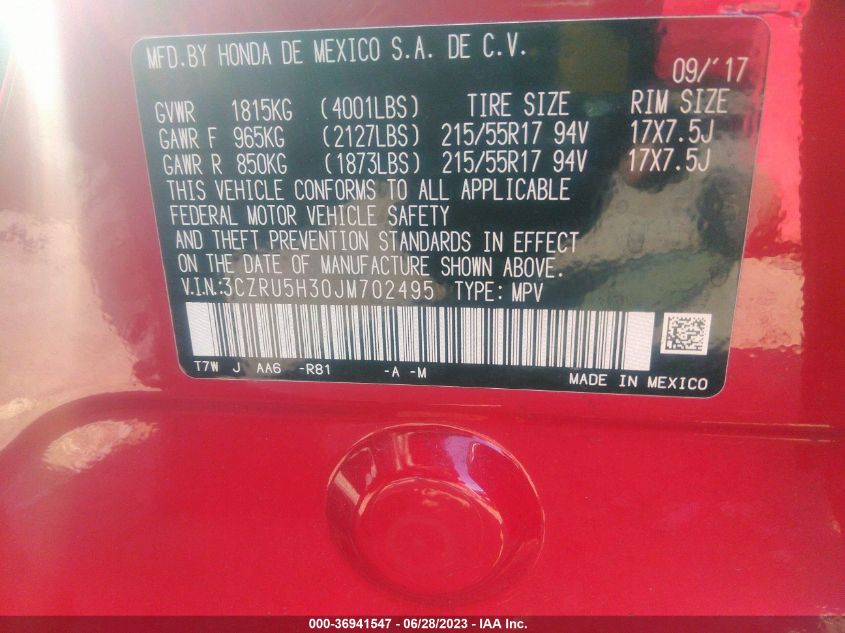 MFD. BY HONDA DE MEXICO S.A. DE C.V. 09/'17
GVWR 1815KG (4001LBS) TIRE SIZE RIM SIZE
GAWR F 965KG (2127LBS) 215/55R17 94V 17X7.5J
GAWR R 850KG (1873LBS) 215/55R17 94V 17X7.5J
THIS VEHICLE CONFORMS TO ALL APPLICABLE
FEDERAL MOTOR VEHICLE SAFETY
AND THEFT PREVENTION STANDARDS IN EFFECT
ON THE DATE OF MANUFACTURE SHOWN ABOVE.
V.I.N.:3CZRU5H30JM702495 TYPE: MPV
T7W J AA6 -R81 -A -M MADE IN MEXICO
000-36941547 / 06/28/2023 - IAA Inc.